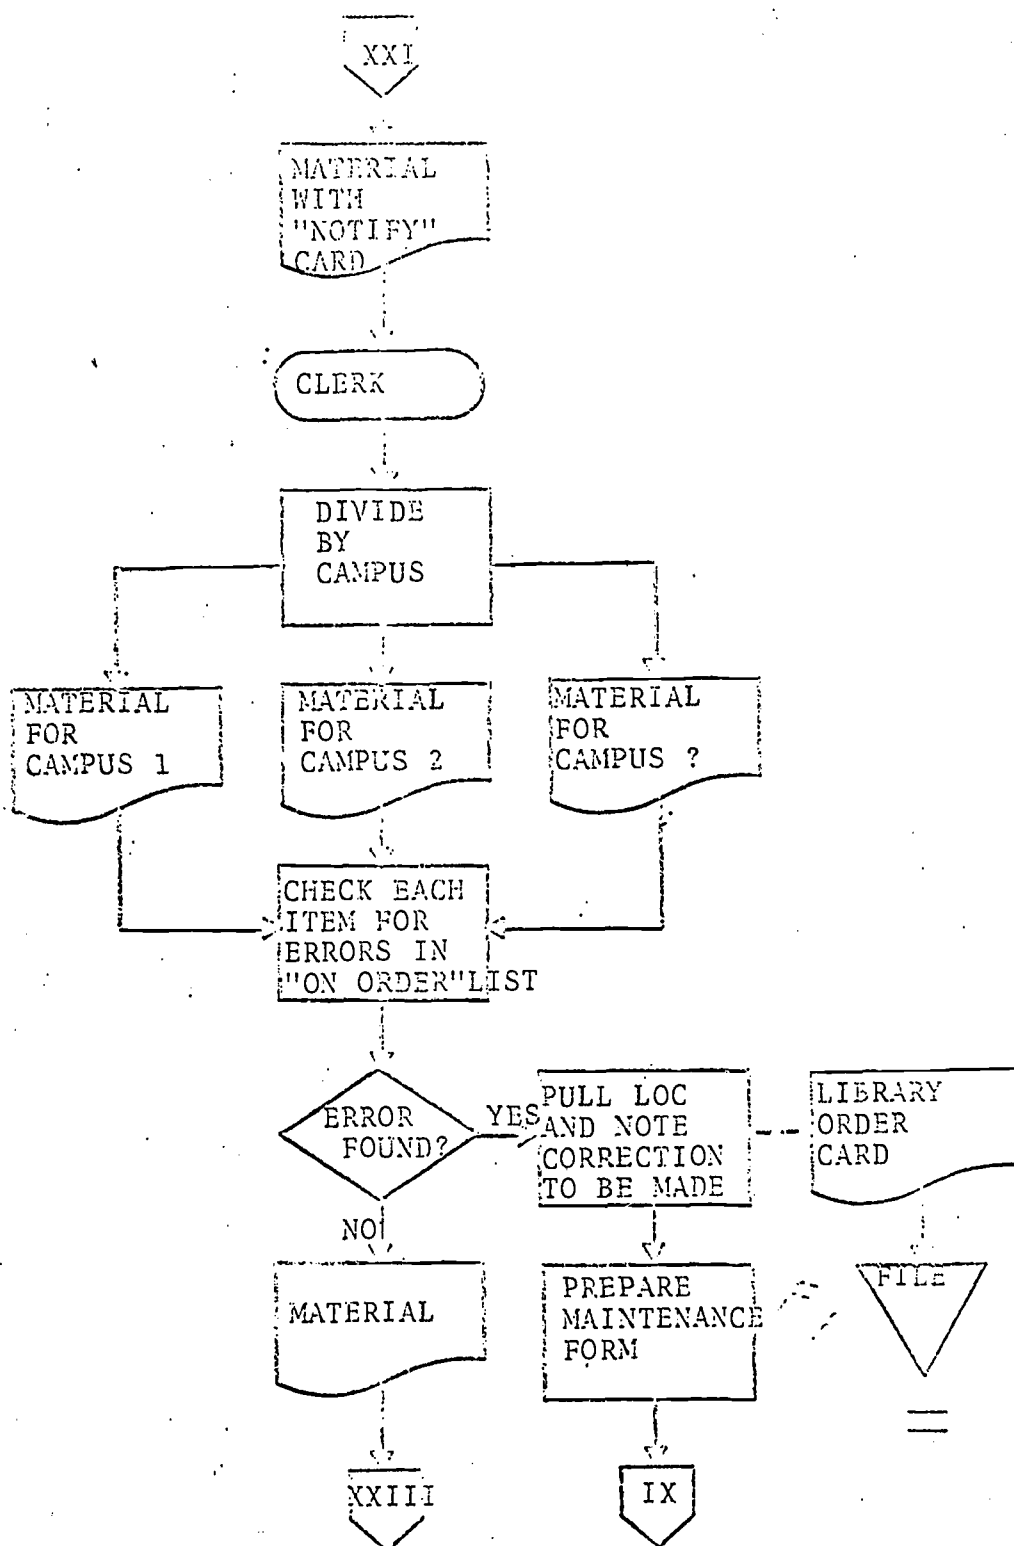 XXI
MATERIAL
WITH
"NOTIFY"
CARD
CLERK
DIVIDE
BY
CAMPUS
MATERIAL
FOR
CAMPUS 1
MATERIAL
FOR
CAMPUS 2
MATERIAL
FOR
CAMPUS ?
CHECK EACH
ITEM FOR
ERRORS IN
"ON ORDER"LIST
ERROR
FOUND?
YES
NO
PULL LOC
AND NOTE
CORRECTION
TO BE MADE
LIBRARY
ORDER
CARD
MATERIAL
PREPARE
MAINTENANCE
FORM
FILE
XXIII
IX